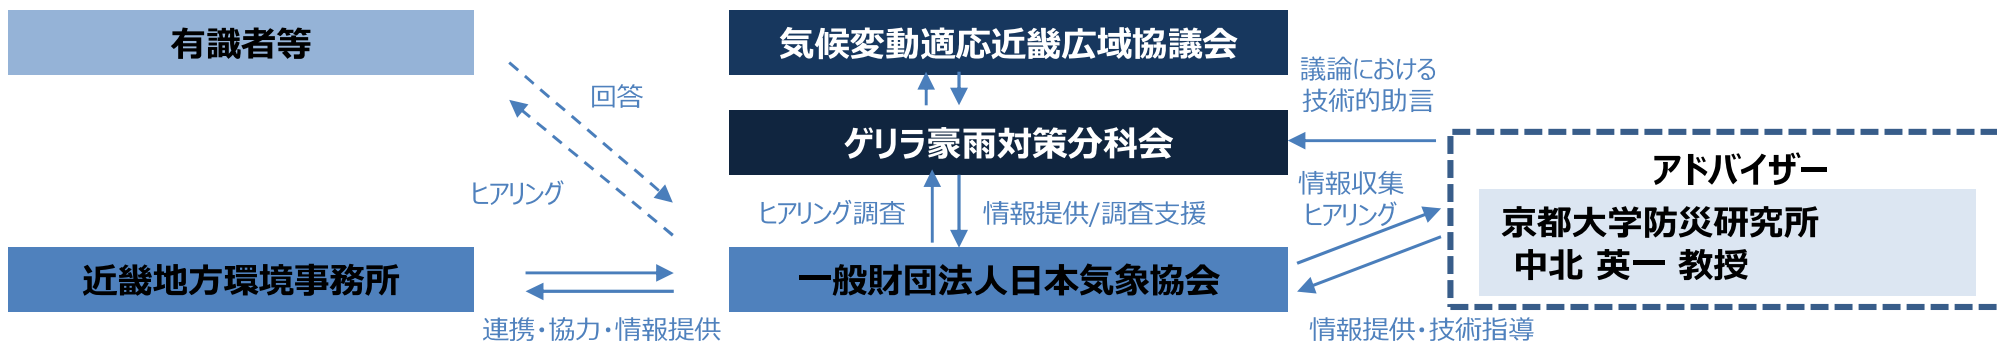 有識者等
気候変動適応近畿広域協議会
議論における
技術的助言
回答
ゲリラ豪雨対策分科会
アドバイザー
ヒアリング
ヒアリング調査
情報提供/調査支援
情報収集
ヒアリング
京都大学防災研究所
中北 英一 教授
近畿地方環境事務所
一般財団法人日本気象協会
連携・協力・情報提供
情報提供・技術指導